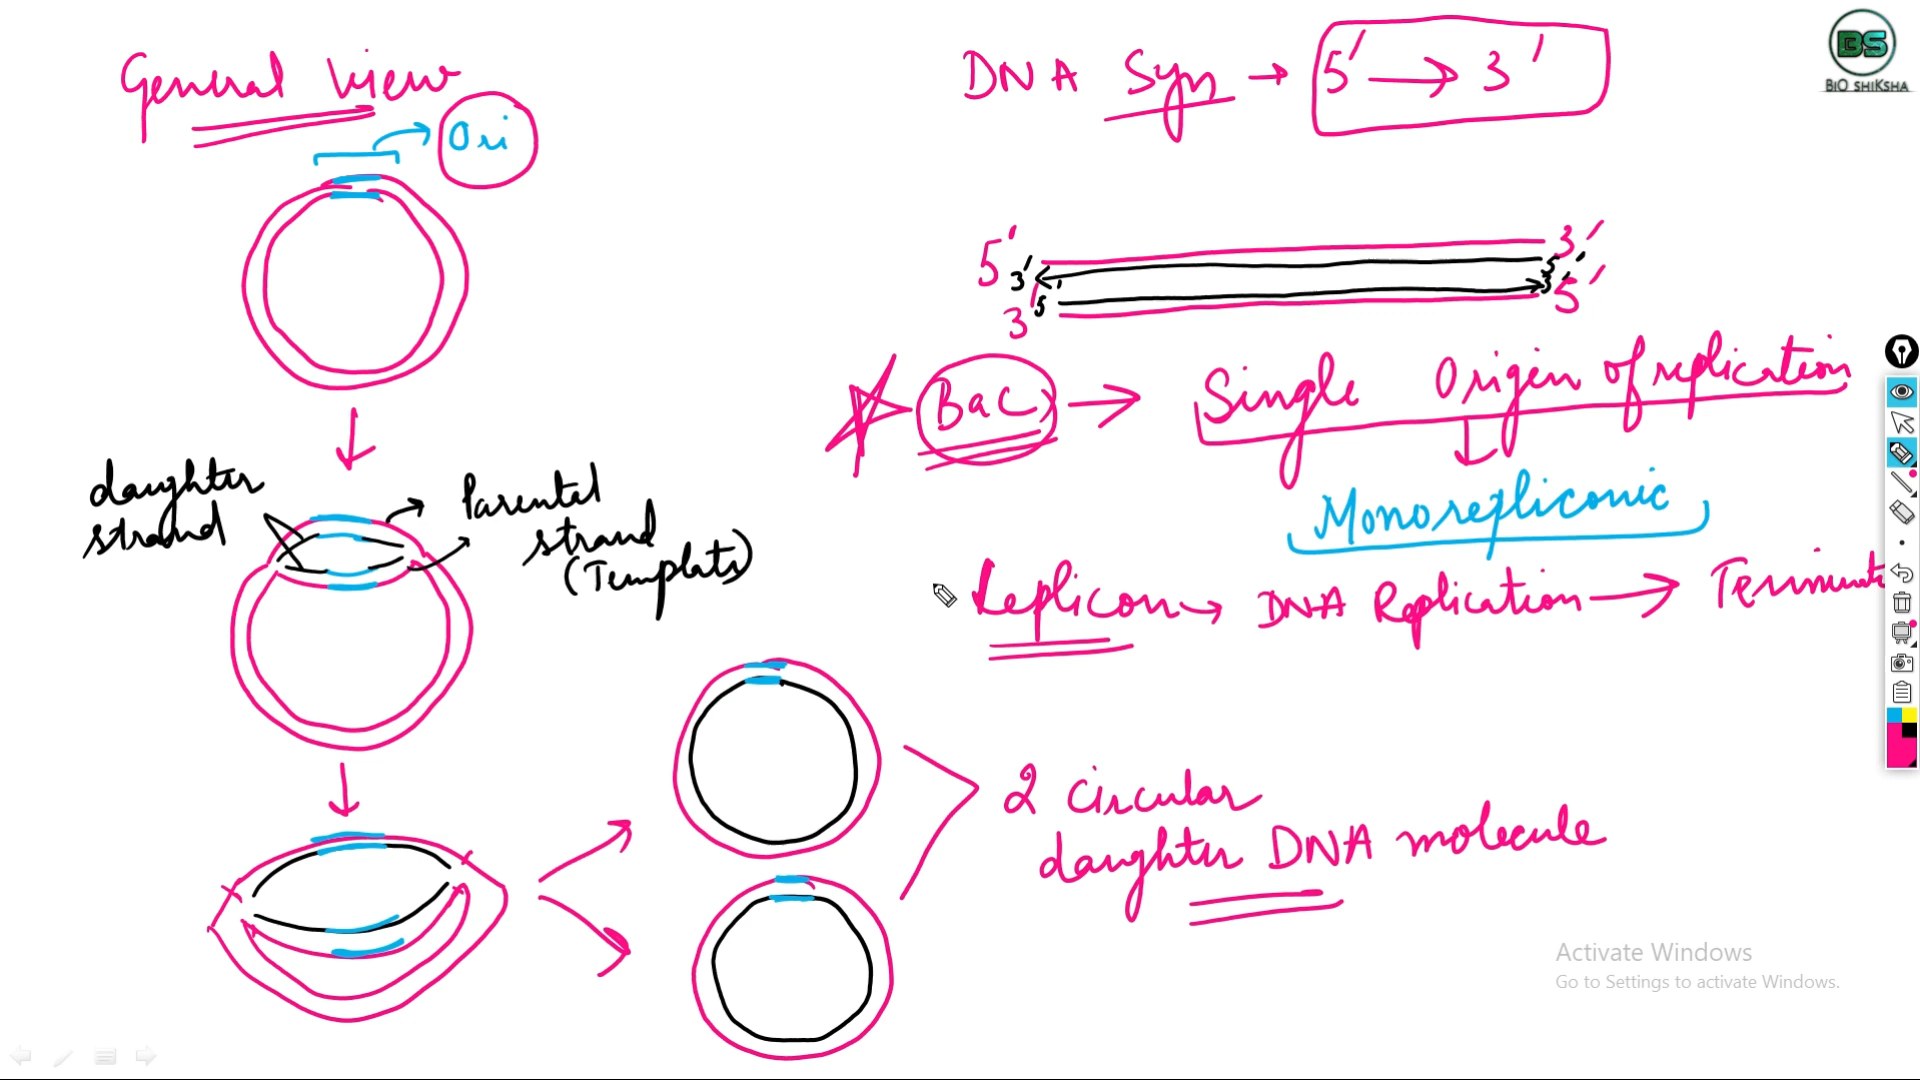 General View
Ori
DNA Syn → 5' → 3'
BS
BIO SHIKSHA
5' 3'
3' 5'
5' 3'
3' 5'
Bac → Single Origin of replication
Monorepliconic
daughter
strand
Parental
strand
(Template)
Replicon → DNA Replication → Terminate
2 Circular
daughter DNA molecule
Activate Windows
Go to Settings to activate Windows.